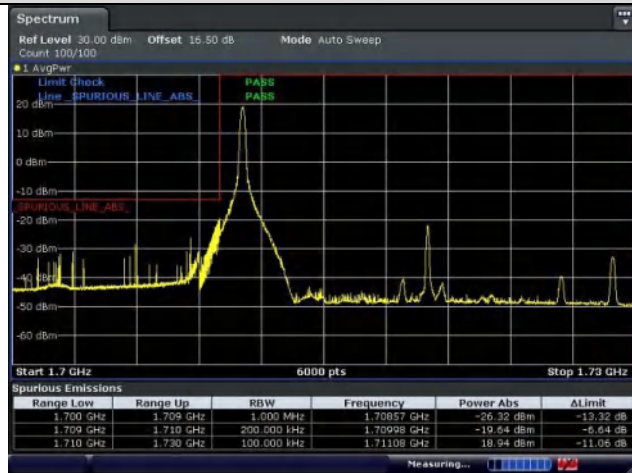 Spectrum
Ref Level 30.00 dBm Offset 16.50 dB Mode Auto Sweep
Count 100/100
1 AvgPwr
Limit Check PASS
Line _SPURIOUS_LINE_ABS_ PASS
20 dBm
10 dBm
0 dBm
-10 dBm
_SPURIOUS_LINE_ABS_
-20 dBm
-30 dBm
-40 dBm
-50 dBm
-60 dBm
Start 1.7 GHz 6000 pts Stop 1.73 GHz
Spurious Emissions
Range Low Range Up RBW Frequency Power Abs ΔLimit
1.700 GHz 1.709 GHz 1.000 MHz 1.70857 GHz -26.32 dBm -13.32 dB
1.709 GHz 1.710 GHz 200.000 kHz 1.70998 GHz -19.64 dBm -6.64 dB
1.710 GHz 1.730 GHz 100.000 kHz 1.71108 GHz 18.94 dBm -11.06 dB
Measuring...